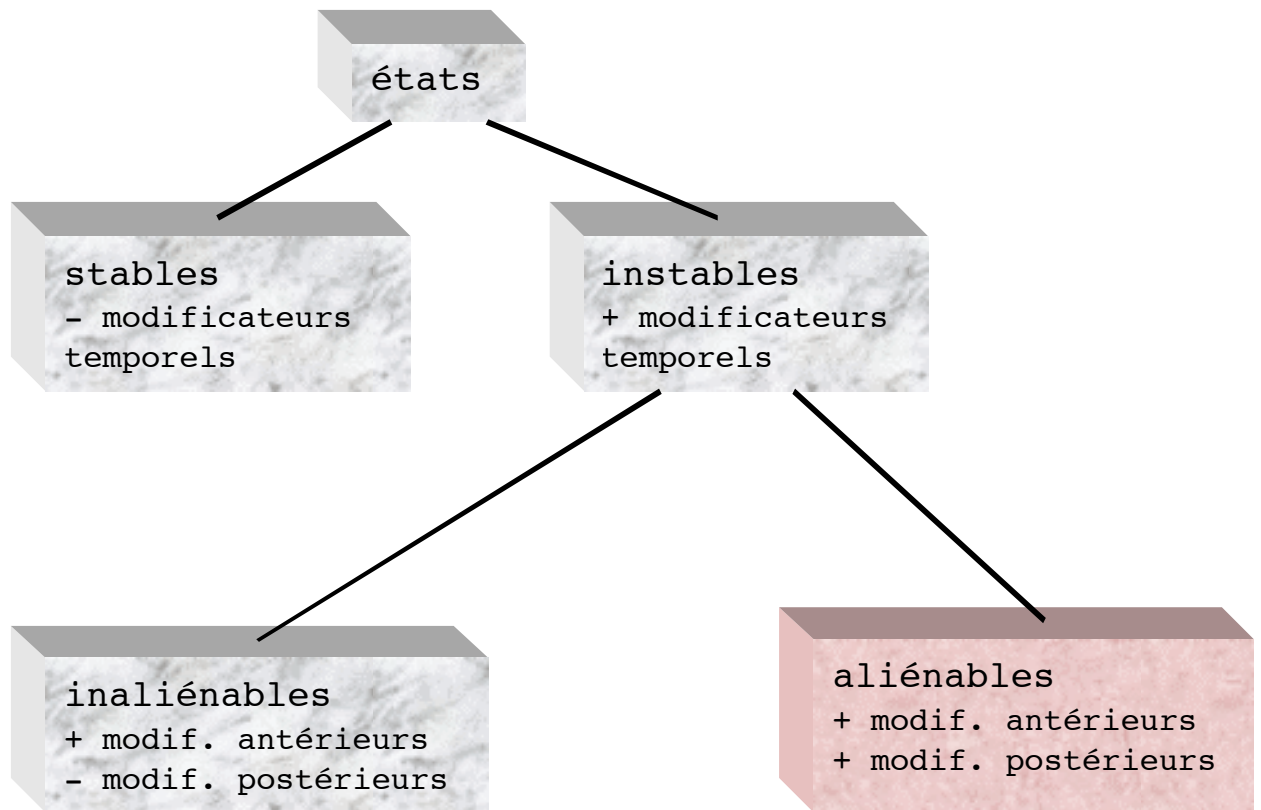 états
stables
- modificateurs
temporels
instables
+ modificateurs
temporels
inaliénables
+ modif. antérieurs
- modif. postérieurs
aliénables
+ modif. antérieurs
+ modif. postérieurs